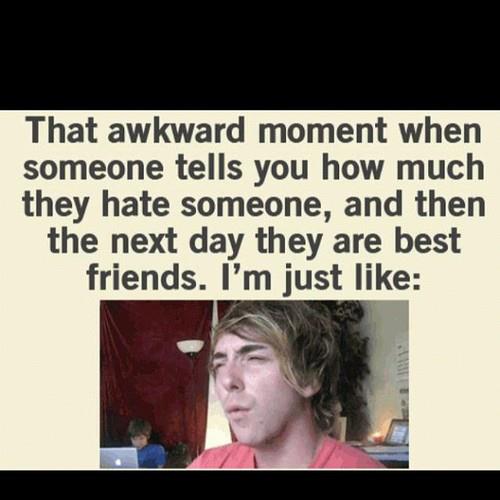 That awkward moment when
someone tells you how much
they hate someone, and then
the next day they are best
friends. I'm just like: